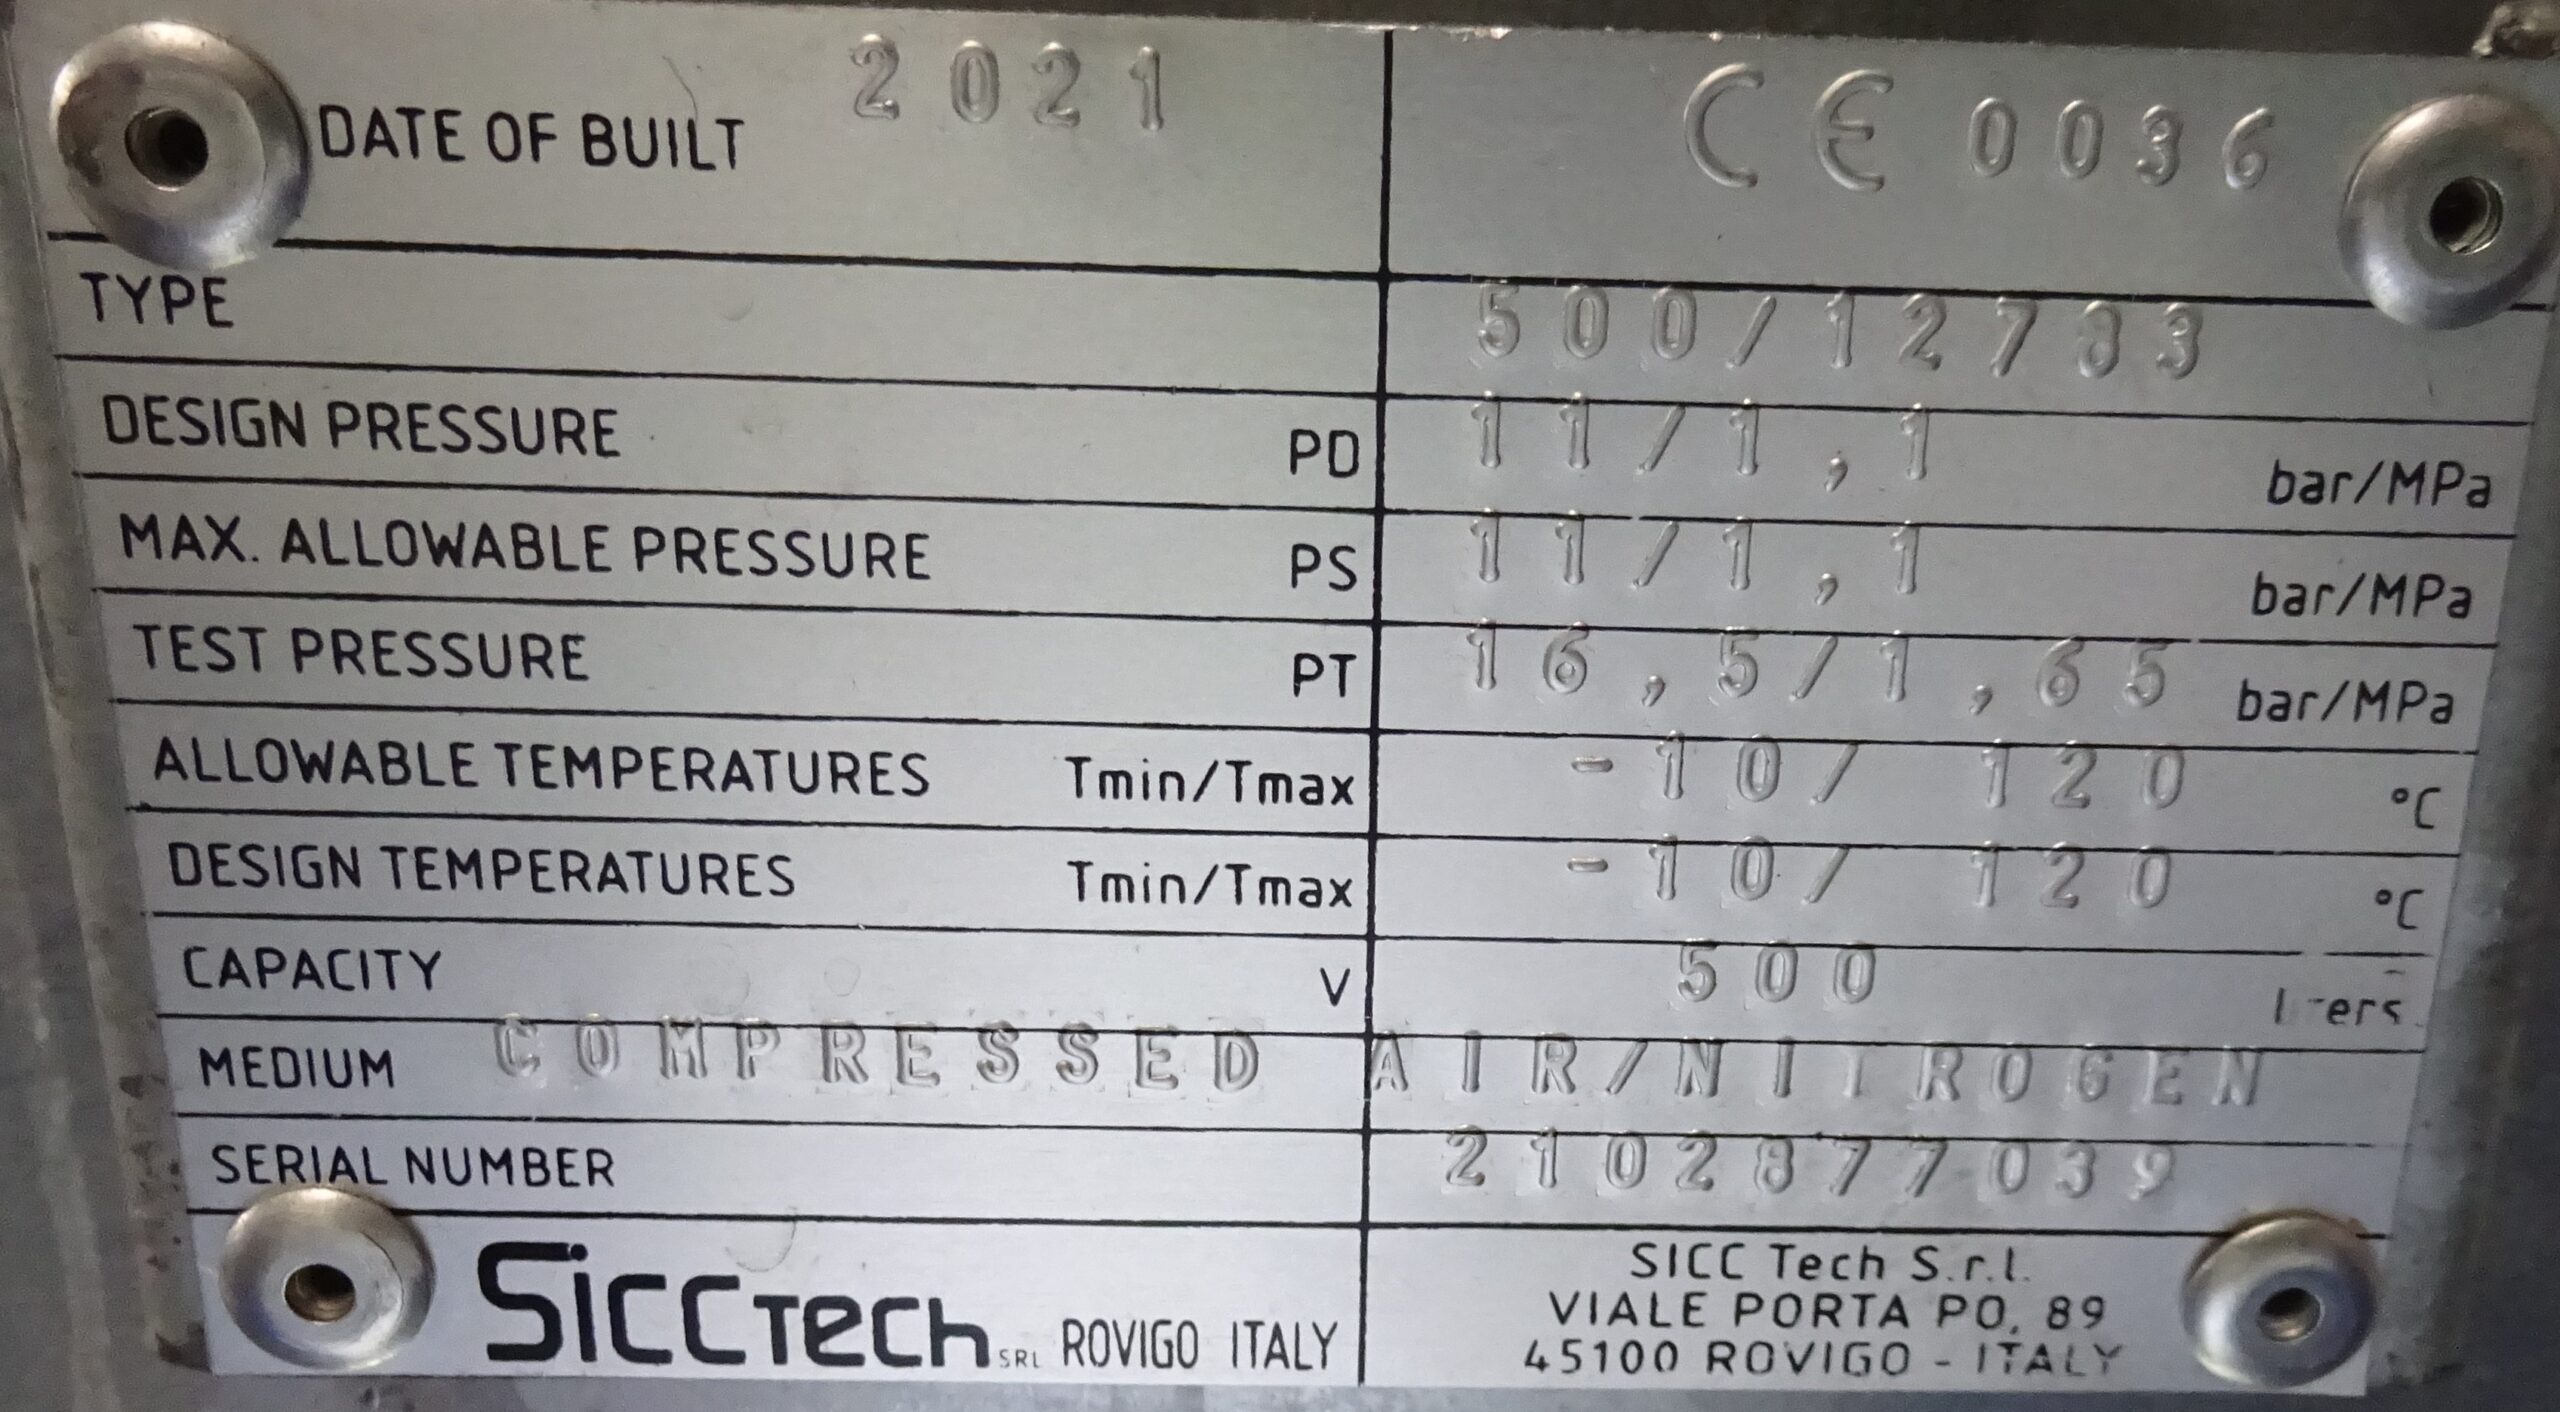 DATE OF BUILT 2021 CE 0036
TYPE 500/12783
DESIGN PRESSURE PD 11/1,1 bar/MPa
MAX. ALLOWABLE PRESSURE PS 11/1,1 bar/MPa
TEST PRESSURE PT 16,5/1,65 bar/MPa
ALLOWABLE TEMPERATURES Tmin/Tmax -10/ 120 °C
DESIGN TEMPERATURES Tmin/Tmax -10/ 120 °C
CAPACITY V 500
MEDIUM COMPRESSED AIR/NITROGEN
SERIAL NUMBER 2102877039
SICCTech SRL ROVIGO ITALY
SICC Tech S.r.l.
VIALE PORTA PO, 89
45100 ROVIGO - ITALY